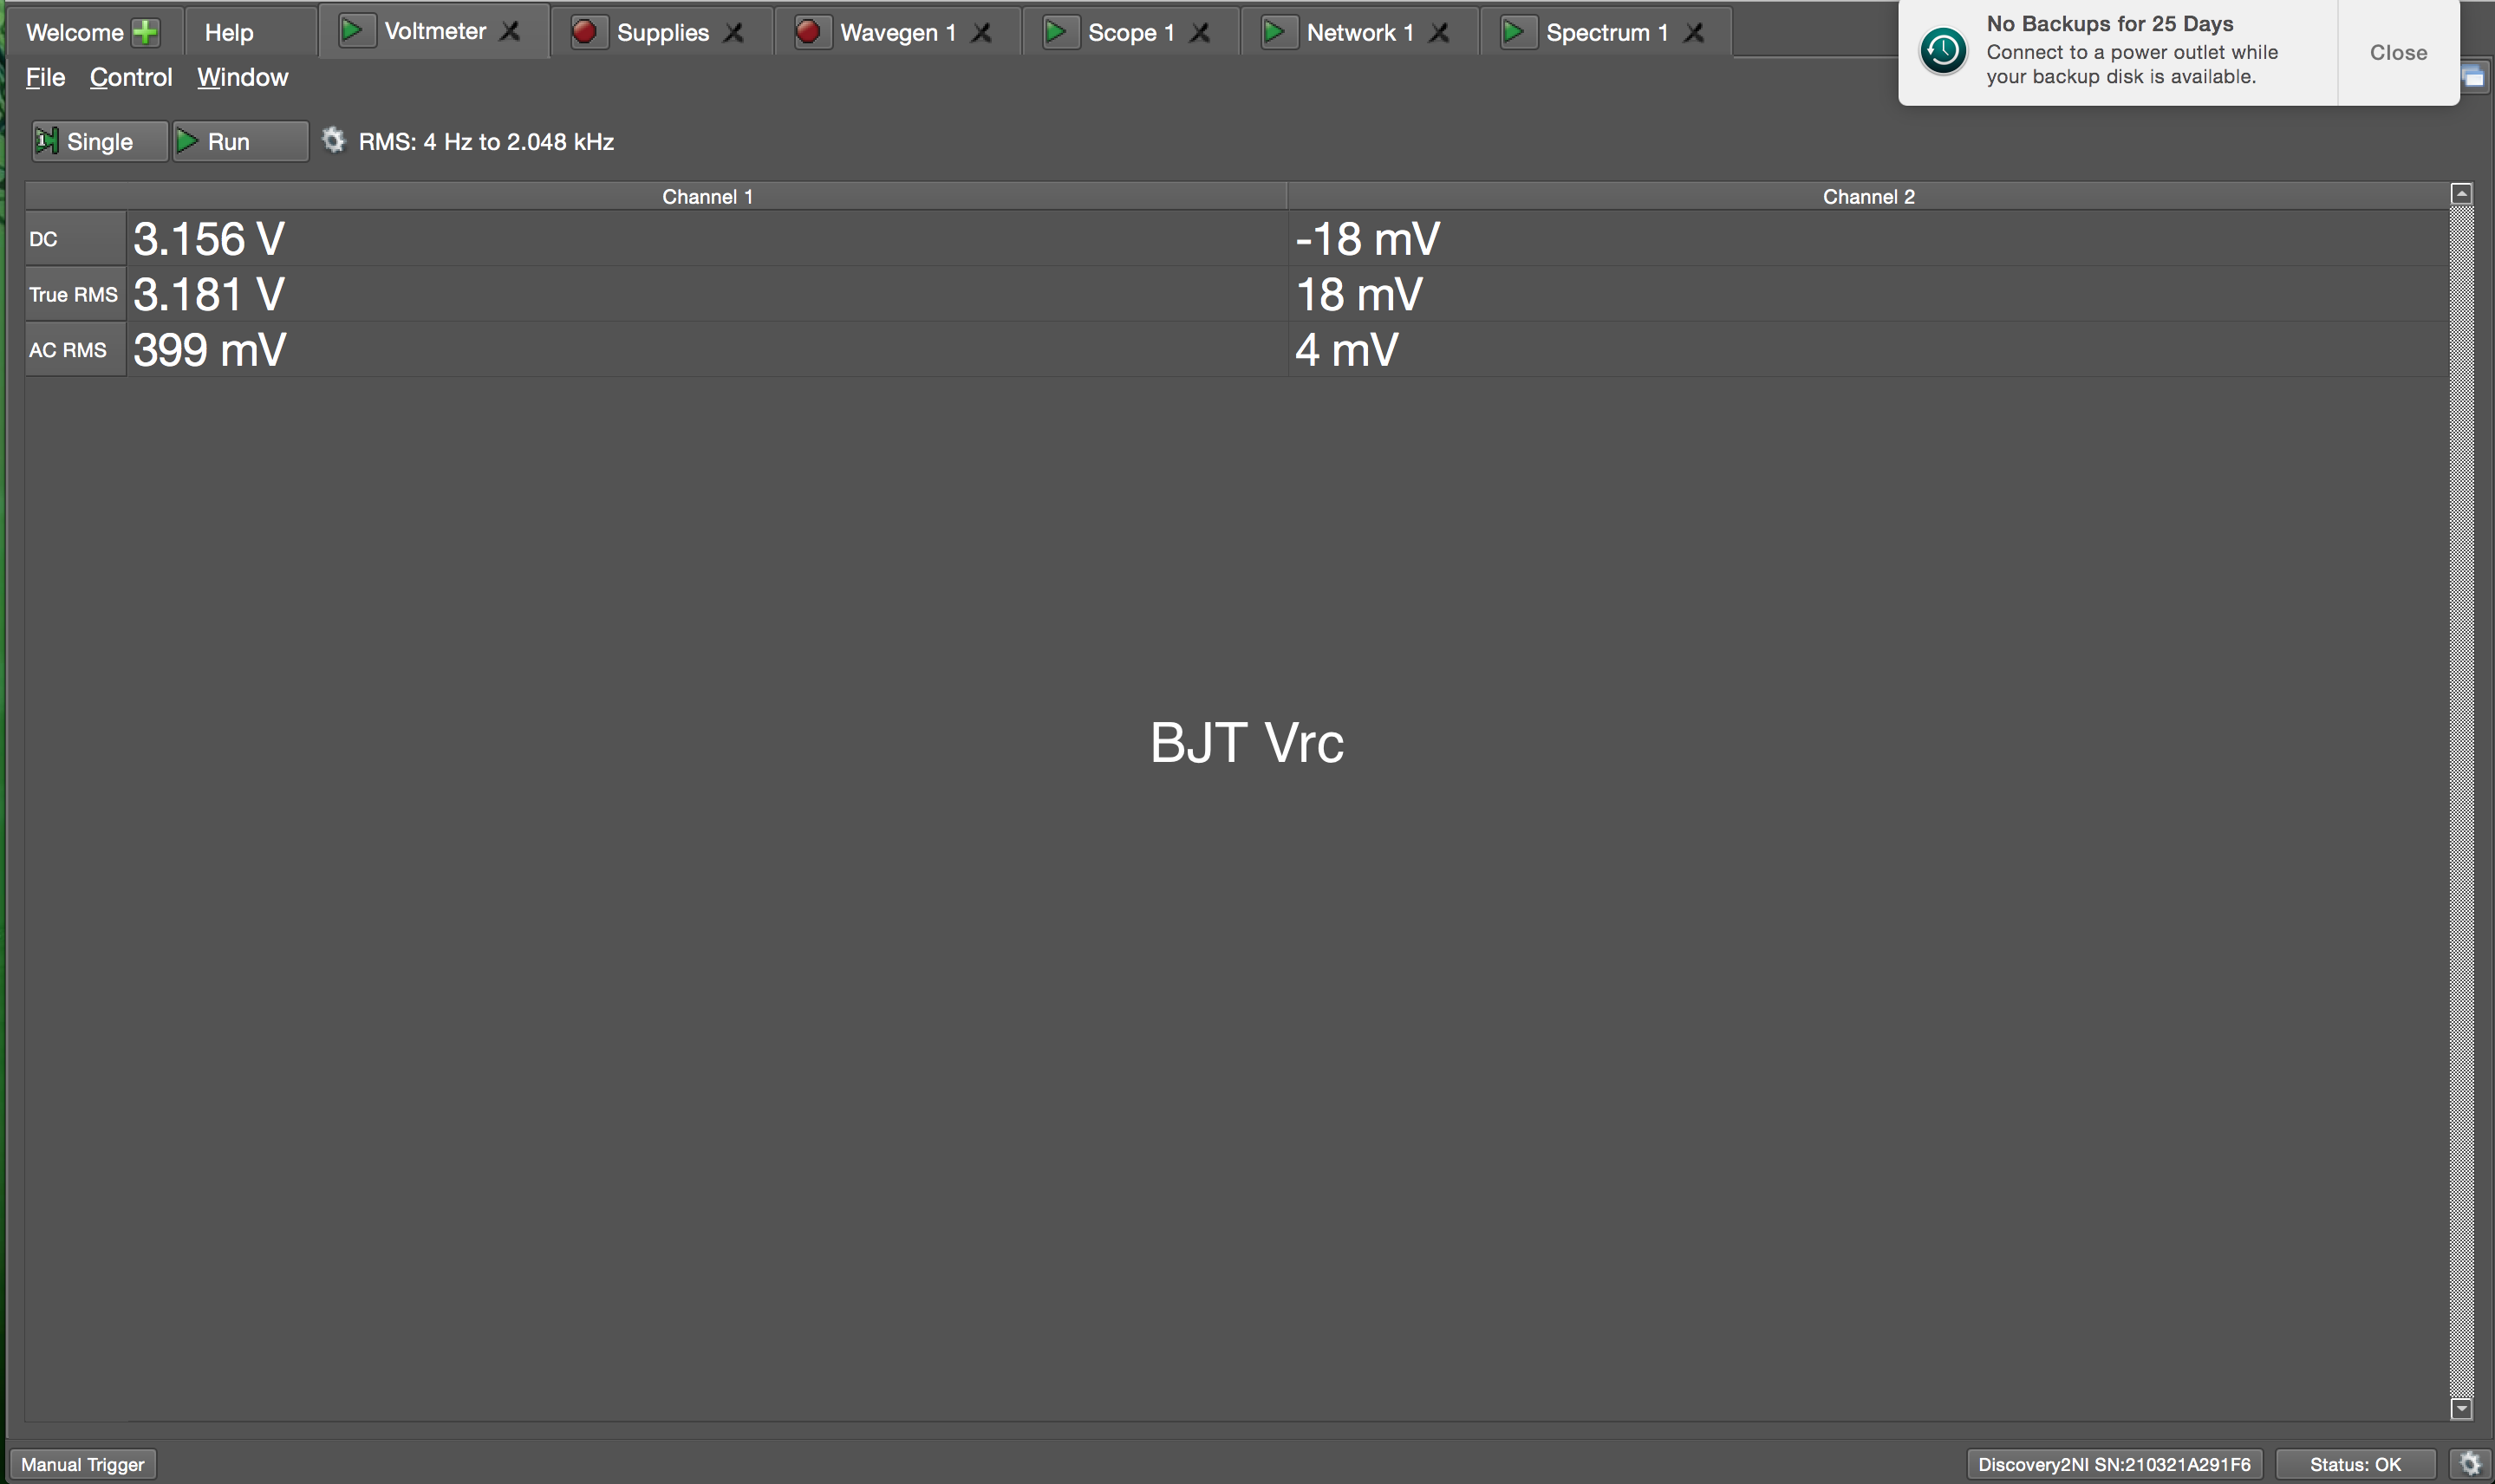 Welcome Help Voltmeter Supplies Wavegen 1 Scope 1 Network 1 Spectrum 1
No Backups for 25 Days
Connect to a power outlet while
your backup disk is available.
Close
File Control Window
1 Single Run RMS: 4 Hz to 2.048 kHz
Channel 1 Channel 2
DC 3.156 V -18 mV
True RMS 3.181 V 18 mV
AC RMS 399 mV 4 mV
BJT Vrc
Manual Trigger Discovery2NI SN:210321A291F6 Status: OK